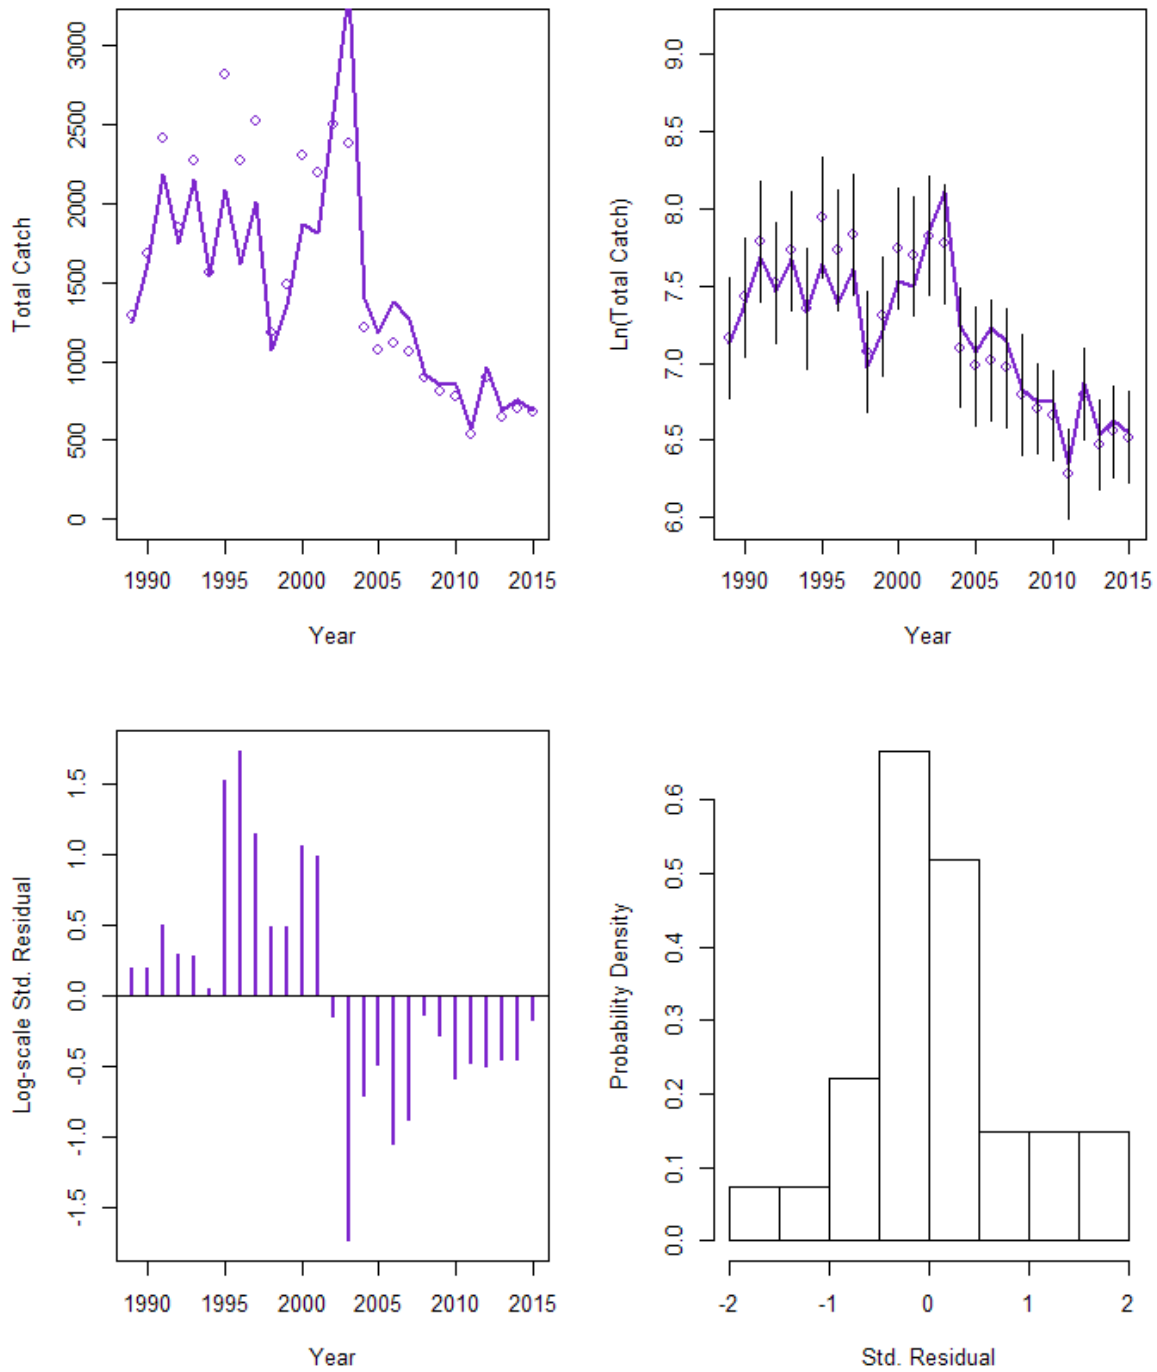 Total Catch
3000
2500
2000
1500
1000
500
0
1990 1995 2000 2005 2010 2015
Year
Ln(Total Catch)
9.0
8.5
8.0
7.5
7.0
6.5
6.0
1990 1995 2000 2005 2010 2015
Year
Log-scale Std. Residual
1.5
1.0
0.5
0.0
-0.5
-1.0
-1.5
1990 1995 2000 2005 2010 2015
Year
Probability Density
0.6
0.5
0.4
0.3
0.2
0.1
0.0
-2 -1 0 1 2
Std. Residual